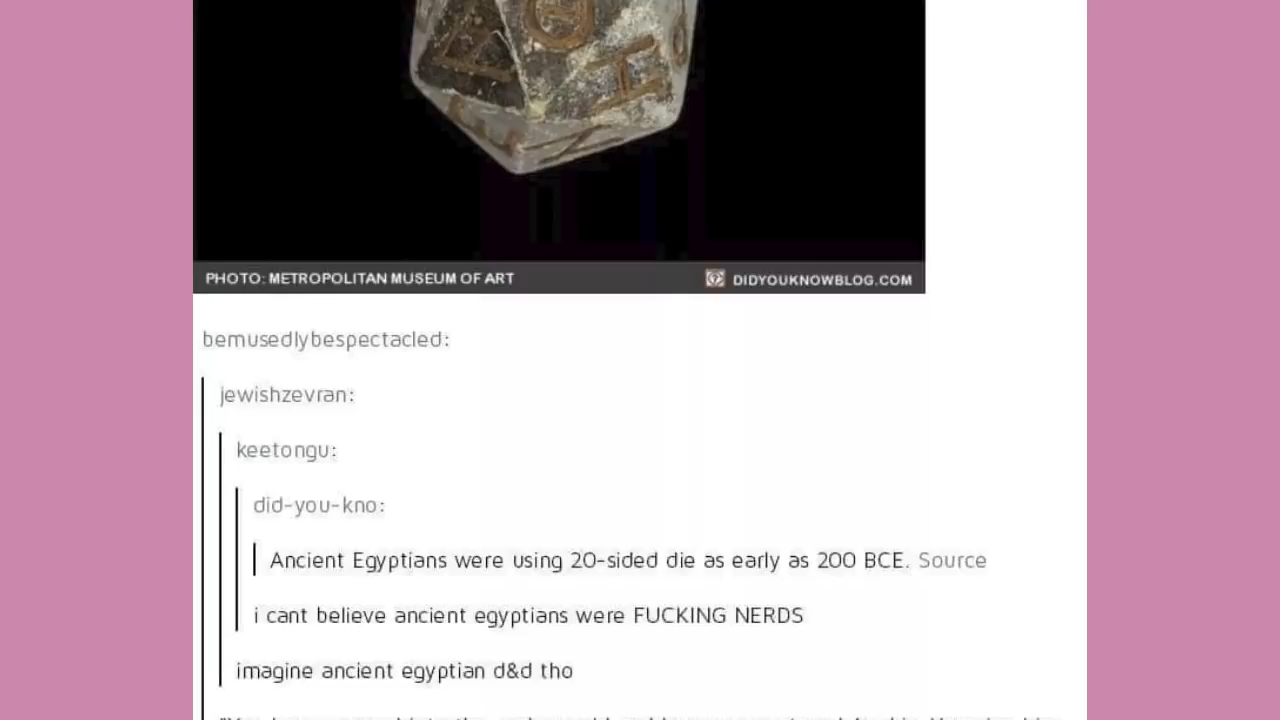 Θ
PHOTO: METROPOLITAN MUSEUM OF ART
DIDYOUKNOWBLOG.COM
bemusedlybespectacled:
jewishzevran:
keetongu:
did-you-kno:
Ancient Egyptians were using 20-sided die as early as 200 BCE. Source
i cant believe ancient egyptians were FUCKING NERDS
imagine ancient egyptian d&d tho